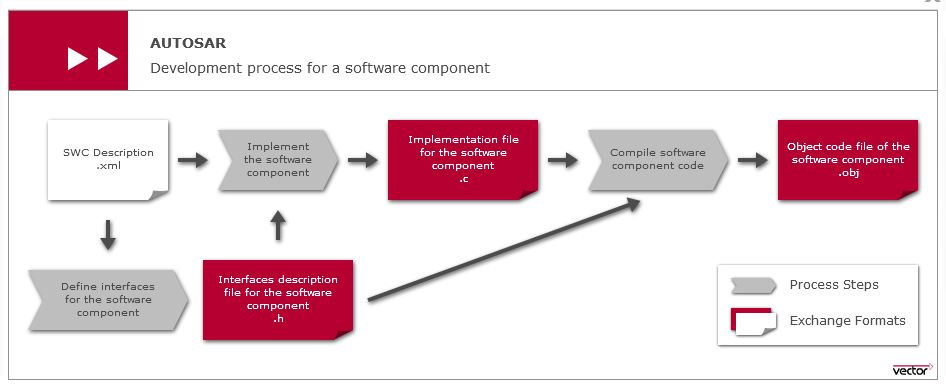 AUTOSAR
Development process for a software component
SWC Description
.xml
Implement
the software
component
Implementation file
for the software
component
.c
Compile software
component code
Object code file of the
software component
.obj
Define interfaces
for the software
component
Interfaces description
file for the software
component
.h
Process Steps
Exchange Formats
vector